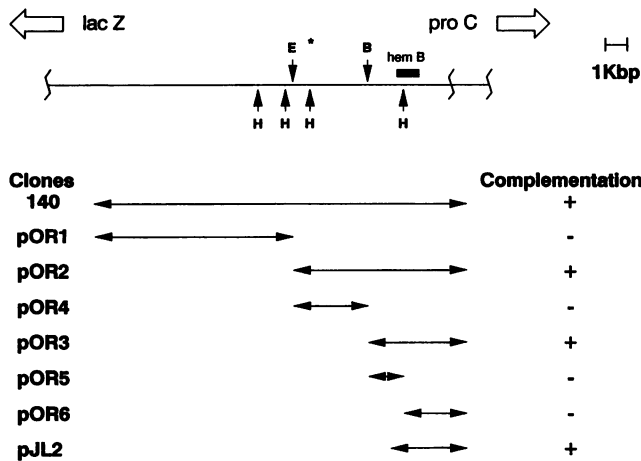 lac Z
pro C
E
*
B
hem B
1Kbp
H
H
H
H
Clones
Complementation
140
+
pOR1
-
pOR2
+
pOR4
-
pOR3
+
pOR5
-
pOR6
-
pJL2
+